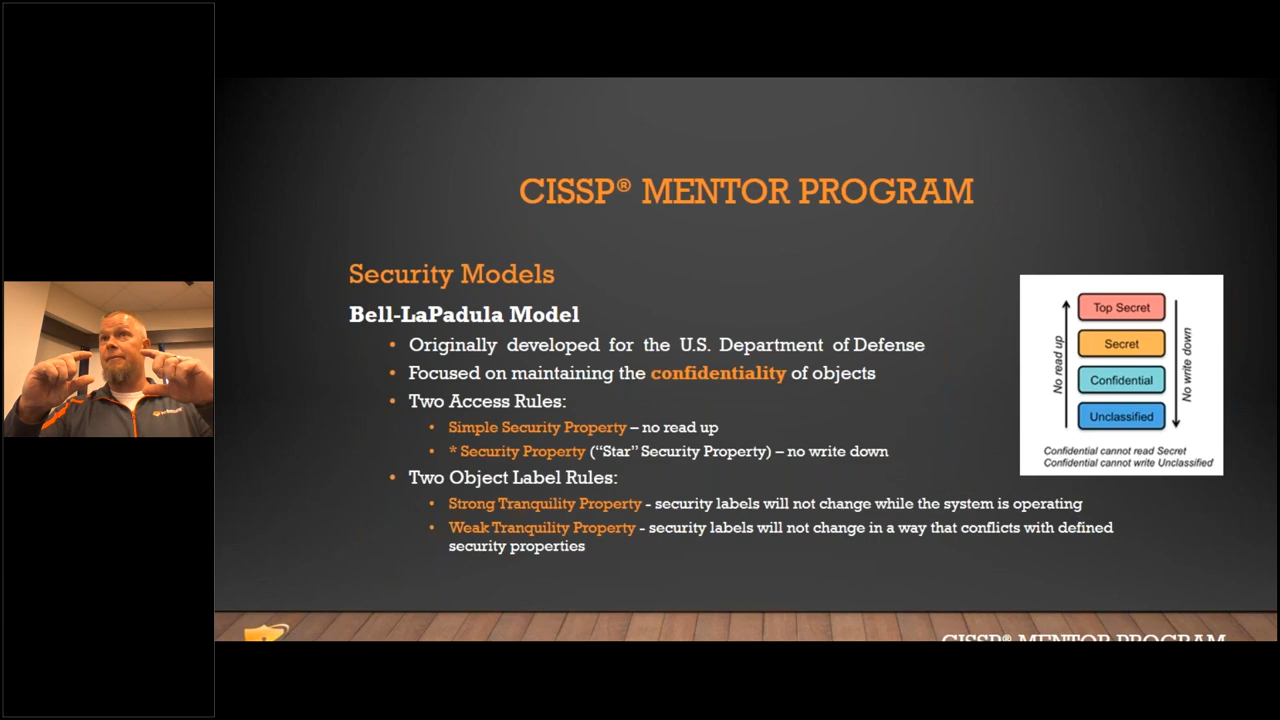 CISSP® MENTOR PROGRAM
Security Models
Bell-LaPadula Model
• Originally developed for the U.S. Department of Defense
• Focused on maintaining the confidentiality of objects
• Two Access Rules:
• Simple Security Property – no read up
• * Security Property (“Star” Security Property) – no write down
• Two Object Label Rules:
• Strong Tranquility Property - security labels will not change while the system is operating
• Weak Tranquility Property - security labels will not change in a way that conflicts with defined
security properties
No read up
Top Secret
Secret
Confidential
Unclassified
No write down
Confidential cannot read Secret
Confidential cannot write Unclassified
CISSP® MENTOR PROGRAM